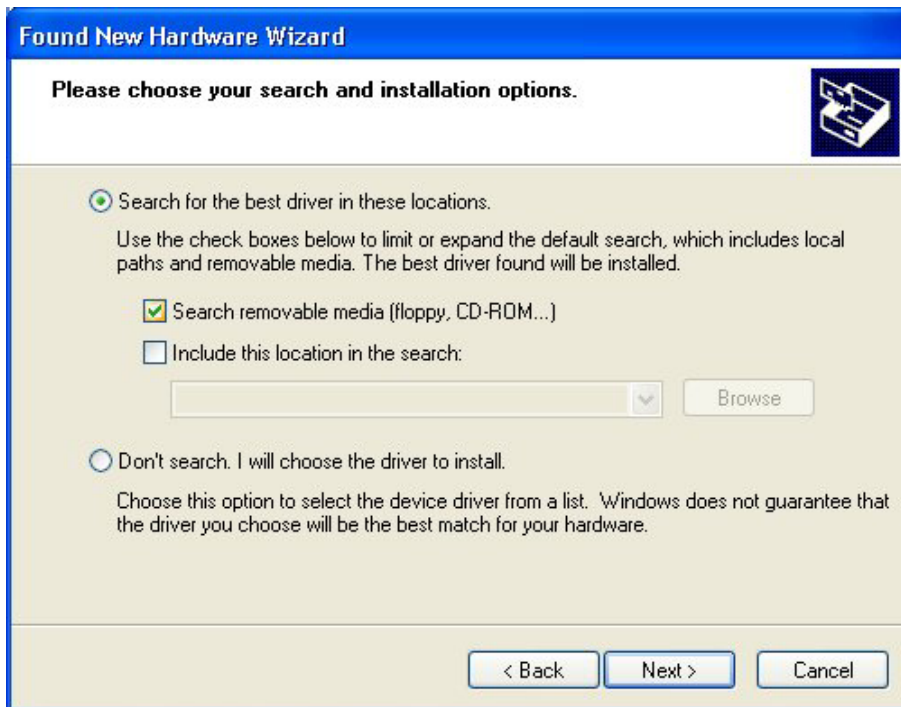 Found New Hardware Wizard
Please choose your search and installation options.
Search for the best driver in these locations.
Use the check boxes below to limit or expand the default search, which includes local
paths and removable media. The best driver found will be installed.
Search removable media (floppy, CD-ROM...)
Include this location in the search:
Browse
Don't search. I will choose the driver to install.
Choose this option to select the device driver from a list.  Windows does not guarantee that
the driver you choose will be the best match for your hardware.
< Back Next > Cancel